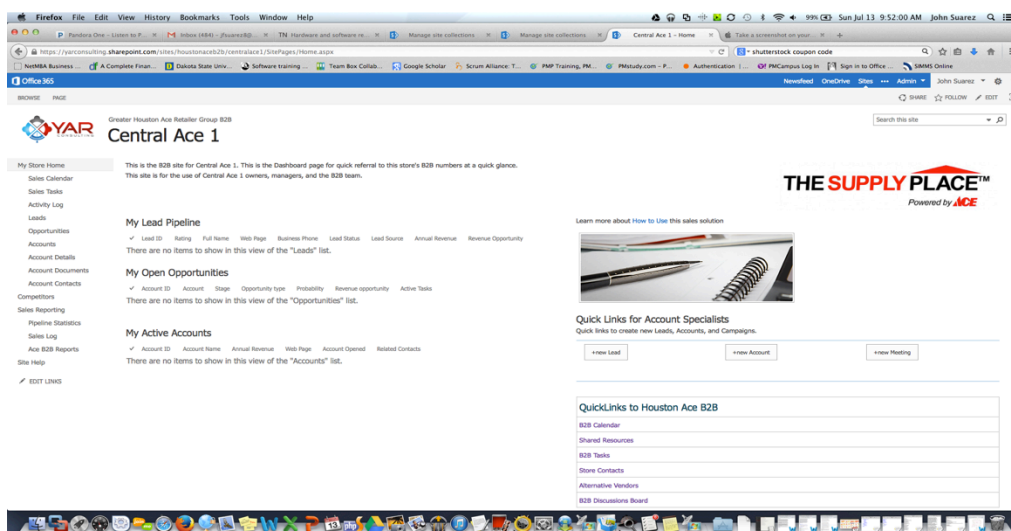 Firefox File Edit View History Bookmarks Tools Window Help
99% Sun Jul 13 9:52:00 AM John Suarez
Pandora One - Listen to P...
Inbox (484) - jfsuarez8@...
TN Hardware and software re...
Manage site collections
Manage site collections
Central Ace 1 - Home
Take a screenshot on your...
https://yarconsulting.sharepoint.com/sites/houstonaceb2b/centralace1/SitePages/Home.aspx
shutterstock coupon code
NetMBA Business ...
A Complete Finan...
Dakota State Univ...
Software training ...
Team Box Collab...
Google Scholar
Scrum Alliance: T...
PMP Training, PM...
PMstudy.com - P...
Authentication | ...
PMCampus Log In
Sign in to Office ...
SIMMS Online
Office 365
Newsfeed OneDrive Sites ... Admin John Suarez
BROWSE PAGE
SHARE FOLLOW EDIT
YAR
CONSULTING
Greater Houston Ace Retailer Group B2B
Central Ace 1
Search this site
My Store Home
Sales Calendar
Sales Tasks
Activity Log
Leads
Opportunities
Accounts
Account Details
Account Documents
Account Contacts
Competitors
Sales Reporting
Pipeline Statistics
Sales Log
Ace B2B Reports
Site Help
EDIT LINKS
This is the B2B site for Central Ace 1. This is the Dashboard page for quick referral to this store's B2B numbers at a quick glance.
This site is for the use of Central Ace 1 owners, managers, and the B2B team.
THE SUPPLY PLACE™
Powered by ACE
My Lead Pipeline
Lead ID Rating Full Name Web Page Business Phone Lead Status Lead Source Annual Revenue Revenue Opportunity
There are no items to show in this view of the "Leads" list.
My Open Opportunities
Account ID Account Stage Opportunity type Probability Revenue opportunity Active Tasks
There are no items to show in this view of the "Opportunities" list.
My Active Accounts
Account ID Account Name Annual Revenue Web Page Account Opened Related Contacts
There are no items to show in this view of the "Accounts" list.
Learn more about How to Use this sales solution
Quick Links for Account Specialists
Quick links to create new Leads, Accounts, and Campaigns.
+new Lead
+new Account
+new Meeting
QuickLinks to Houston Ace B2B
B2B Calendar
Shared Resources
B2B Tasks
Store Contacts
Alternative Vendors
B2B Discussions Board